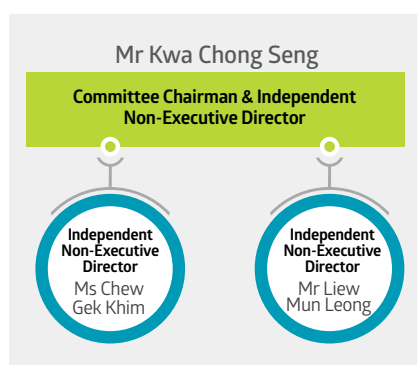 Mr Kwa Chong Seng
Committee Chairman & Independent
Non-Executive Director
Independent
Non-Executive
Director
Ms Chew
Gek Khim
Independent
Non-Executive
Director
Mr Liew
Mun Leong